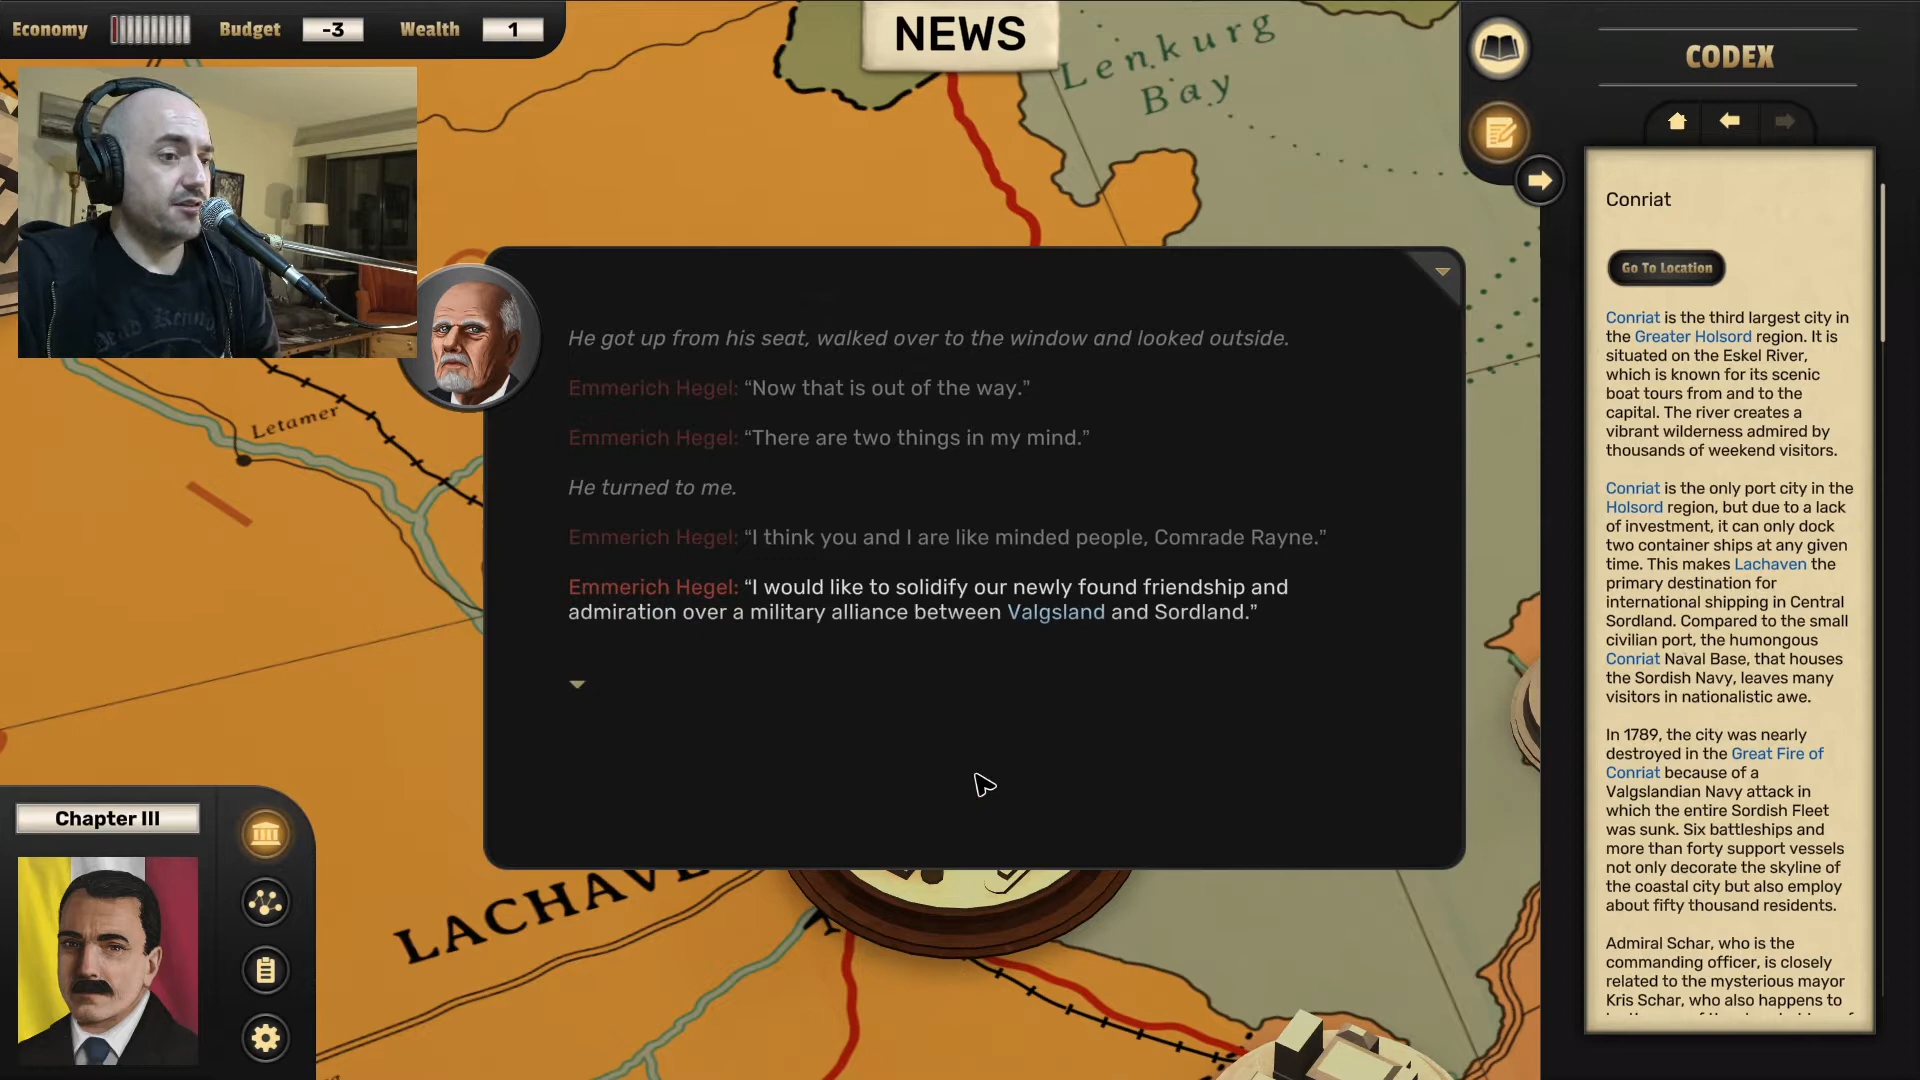 Economy
Budget
-3
Wealth
1
NEWS
Lenkurg
Bay
Letamer
LACHAVE
He got up from his seat, walked over to the window and looked outside.
Emmerich Hegel: “Now that is out of the way.”
Emmerich Hegel: “There are two things in my mind.”
He turned to me.
Emmerich Hegel: “I think you and I are like minded people, Comrade Rayne.”
Emmerich Hegel: “I would like to solidify our newly found friendship and
admiration over a military alliance between Valgsland and Sordland.”
Chapter III
CODEX
Conriat
Go To Location
Conriat is the third largest city in
the Greater Holsord region. It is
situated on the Eskel River,
which is known for its scenic
boat tours from and to the
capital. The river creates a
vibrant wilderness admired by
thousands of weekend visitors.
Conriat is the only port city in the
Holsord region, but due to a lack
of investment, it can only dock
two container ships at any given
time. This makes Lachaven the
primary destination for
international shipping in Central
Sordland. Compared to the small
civilian port, the humongous
Conriat Naval Base, that houses
the Sordish Navy, leaves many
visitors in nationalistic awe.
In 1789, the city was nearly
destroyed in the Great Fire of
Conriat because of a
Valgslandian Navy attack in
which the entire Sordish Fleet
was sunk. Six battleships and
more than forty support vessels
not only decorate the skyline of
the coastal city but also employ
about fifty thousand residents.
Admiral Schar, who is the
commanding officer, is closely
related to the mysterious mayor
Kris Schar, who also happens to